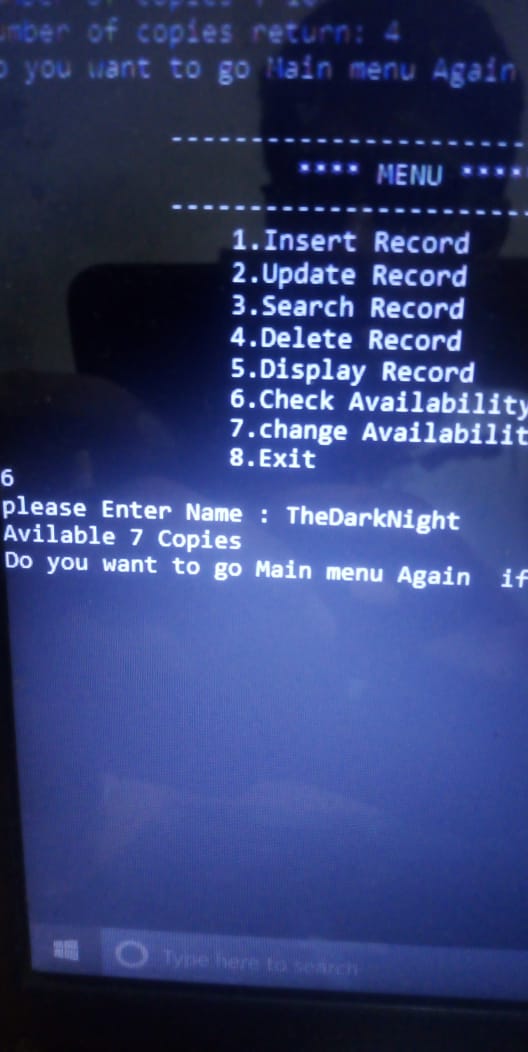 of copies
umber of copies return: 4
o you want to go Main menu Again
---------------------
**** MENU ****
---------------------
1.Insert Record
2.Update Record
3.Search Record
4.Delete Record
5.Display Record
6.Check Availability
7.change Availabilit
8.Exit
6
please Enter Name : TheDarkNight
Avilable 7 Copies
Do you want to go Main menu Again if
Type here to search